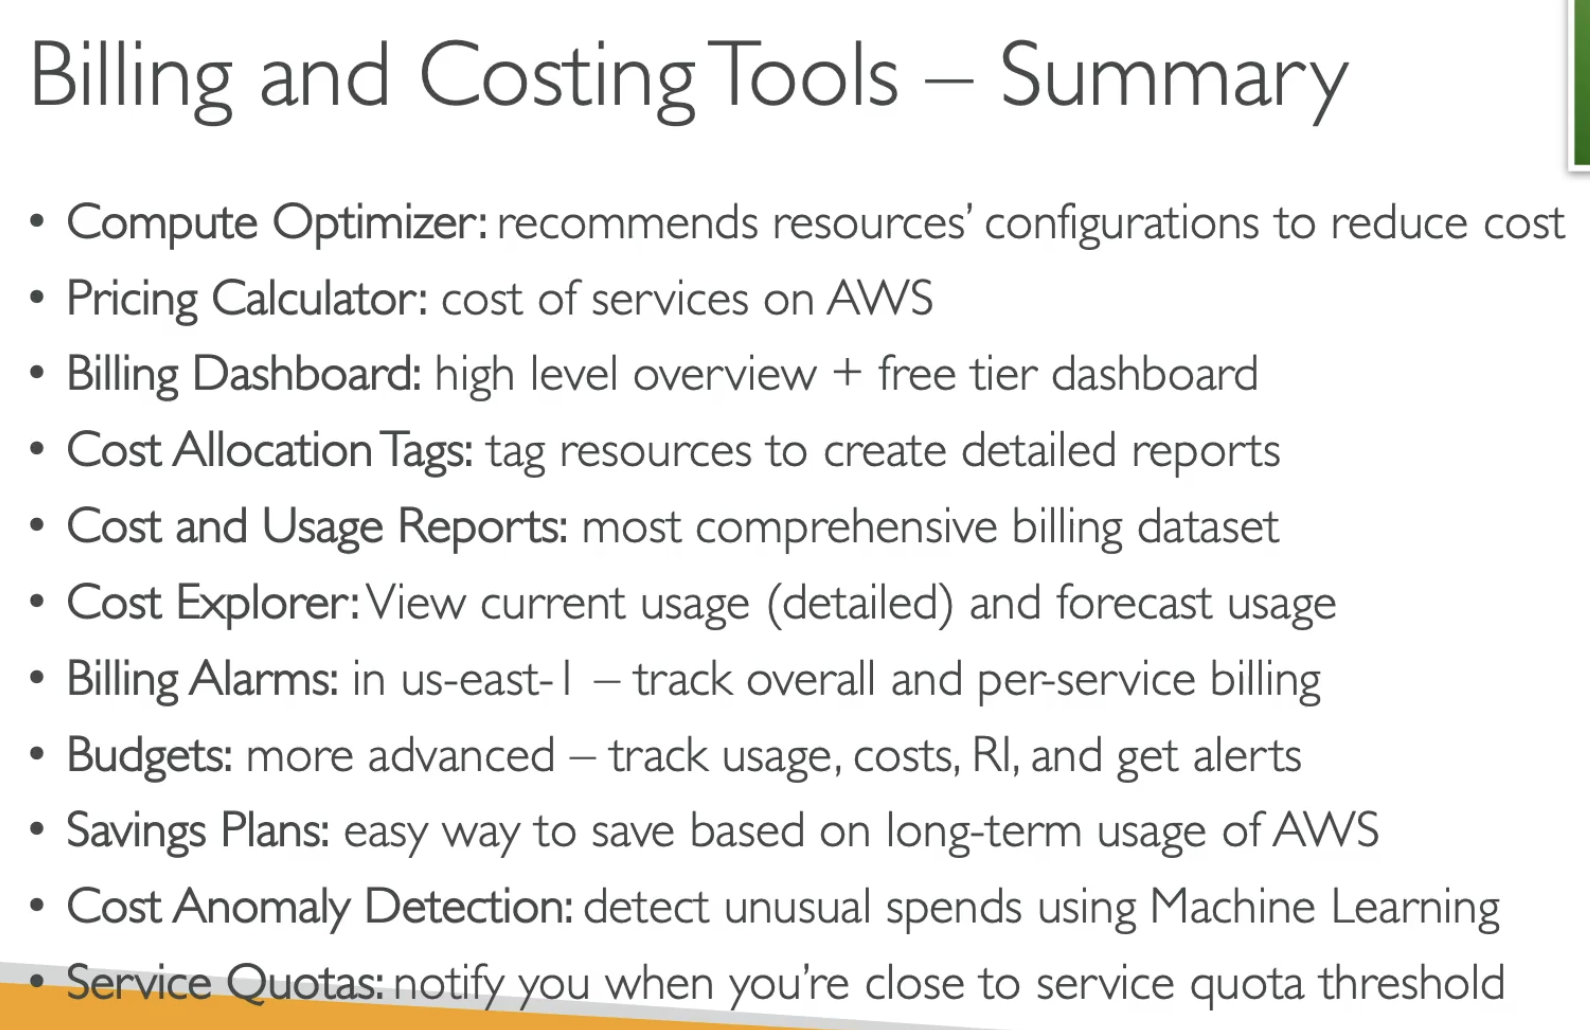 Billing and Costing Tools – Summary
• Compute Optimizer: recommends resources’ configurations to reduce cost
• Pricing Calculator: cost of services on AWS
• Billing Dashboard: high level overview + free tier dashboard
• Cost Allocation Tags: tag resources to create detailed reports
• Cost and Usage Reports: most comprehensive billing dataset
• Cost Explorer: View current usage (detailed) and forecast usage
• Billing Alarms: in us-east-1 – track overall and per-service billing
• Budgets: more advanced – track usage, costs, RI, and get alerts
• Savings Plans: easy way to save based on long-term usage of AWS
• Cost Anomaly Detection: detect unusual spends using Machine Learning
• Service Quotas: notify you when you’re close to service quota threshold